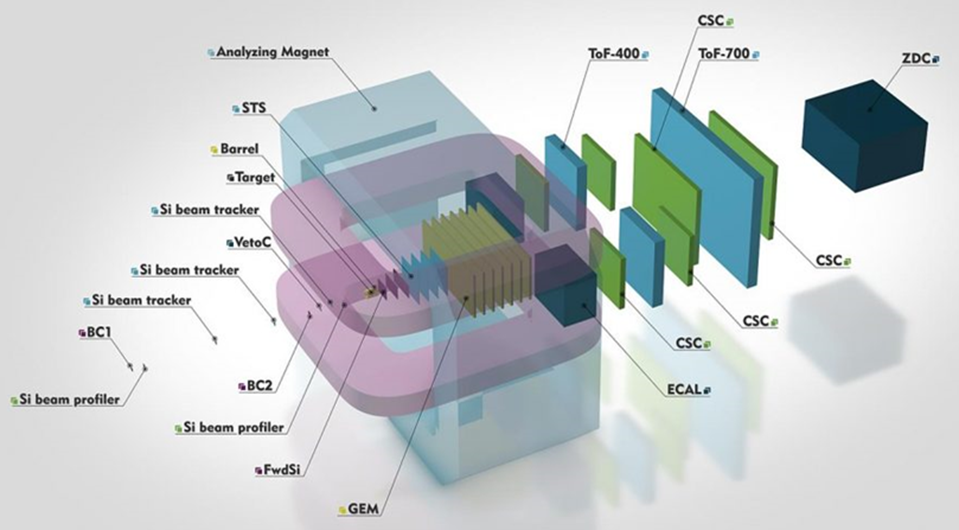 CSC
Analyzing Magnet
ToF-400
ToF-700
ZDC
STS
Barrel
Target
Si beam tracker
VetoC
Si beam tracker
CSC
Si beam tracker
CSC
BC1
CSC
BC2
ECAL
Si beam profiler
Si beam profiler
FwdSi
GEM